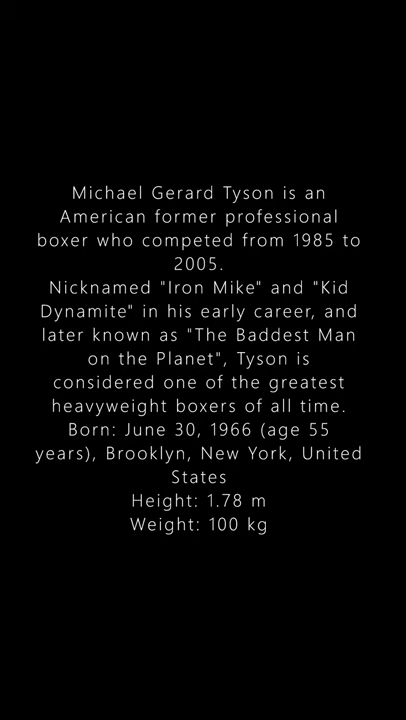 Michael Gerard Tyson is an
American former professional
boxer who competed from 1985 to
2005.
Nicknamed "Iron Mike" and "Kid
Dynamite" in his early career, and
later known as "The Baddest Man
on the Planet", Tyson is
considered one of the greatest
heavyweight boxers of all time.
Born: June 30, 1966 (age 55
years), Brooklyn, New York, United
States
Height: 1.78 m
Weight: 100 kg